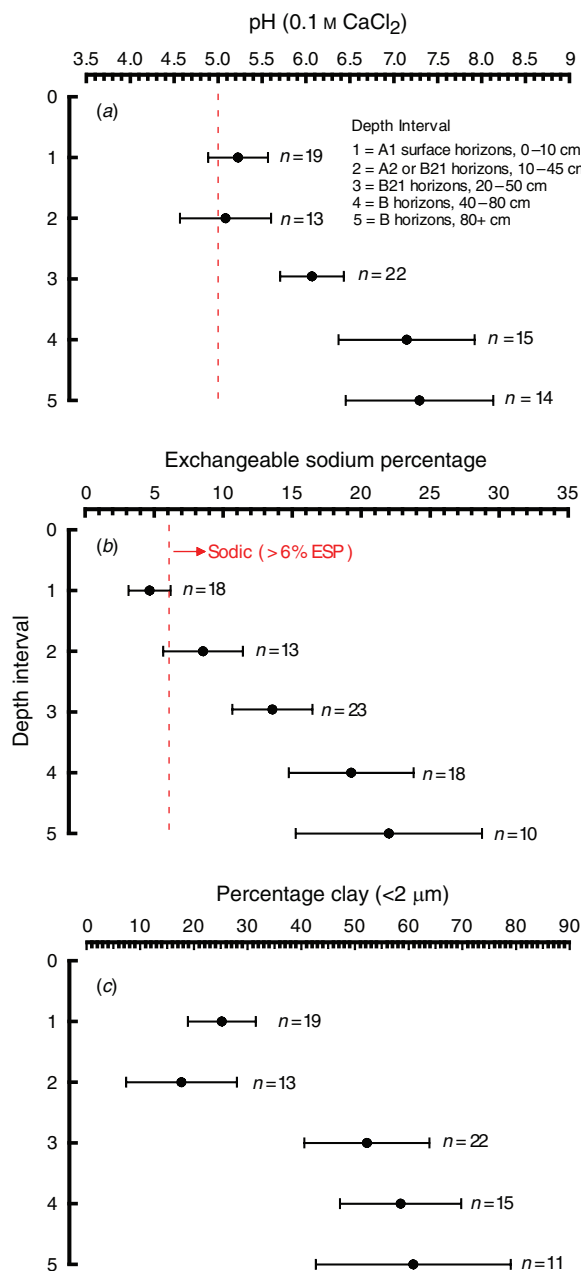 pH (0.1 M CaCl₂)
3.5 4.0 4.5 5.0 5.5 6.0 6.5 7.0 7.5 8.0 8.5 9
0
(a)
Depth Interval
1 = A1 surface horizons, 0–10 cm
2 = A2 or B21 horizons, 10–45 cm
3 = B21 horizons, 20–50 cm
4 = B horizons, 40–80 cm
5 = B horizons, 80+ cm
1 n=19
2 n=13
3 n=22
4 n=15
5 n=14
Exchangeable sodium percentage
0 5 10 15 20 25 30 35
0
(b)
Sodic (>6% ESP)
1 n=18
2 n=13
3 n=23
4 n=18
5 n=10
Depth interval
Percentage clay (<2 μm)
0 10 20 30 40 50 60 70 80 90
0
(c)
1 n=19
2 n=13
3 n=22
4 n=15
5 n=11